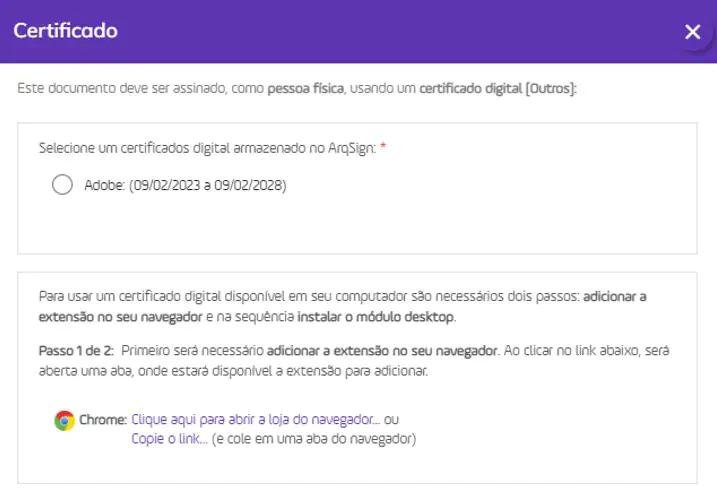 Certificado
Este documento deve ser assinado, como pessoa física, usando um certificado digital [Outros]:
Selecione um certificados digital armazenado no ArqSign: *
Adobe: (09/02/2023 a 09/02/2028)
Para usar um certificado digital disponível em seu computador são necessários dois passos: adicionar a
extensão no seu navegador e na sequência instalar o módulo desktop.
Passo 1 de 2: Primeiro será necessário adicionar a extensão no seu navegador. Ao clicar no link abaixo, será
aberta uma aba, onde estará disponível a extensão para adicionar.
Chrome: Clique aqui para abrir a loja do navegador... ou
Copie o link... (e cole em uma aba do navegador)